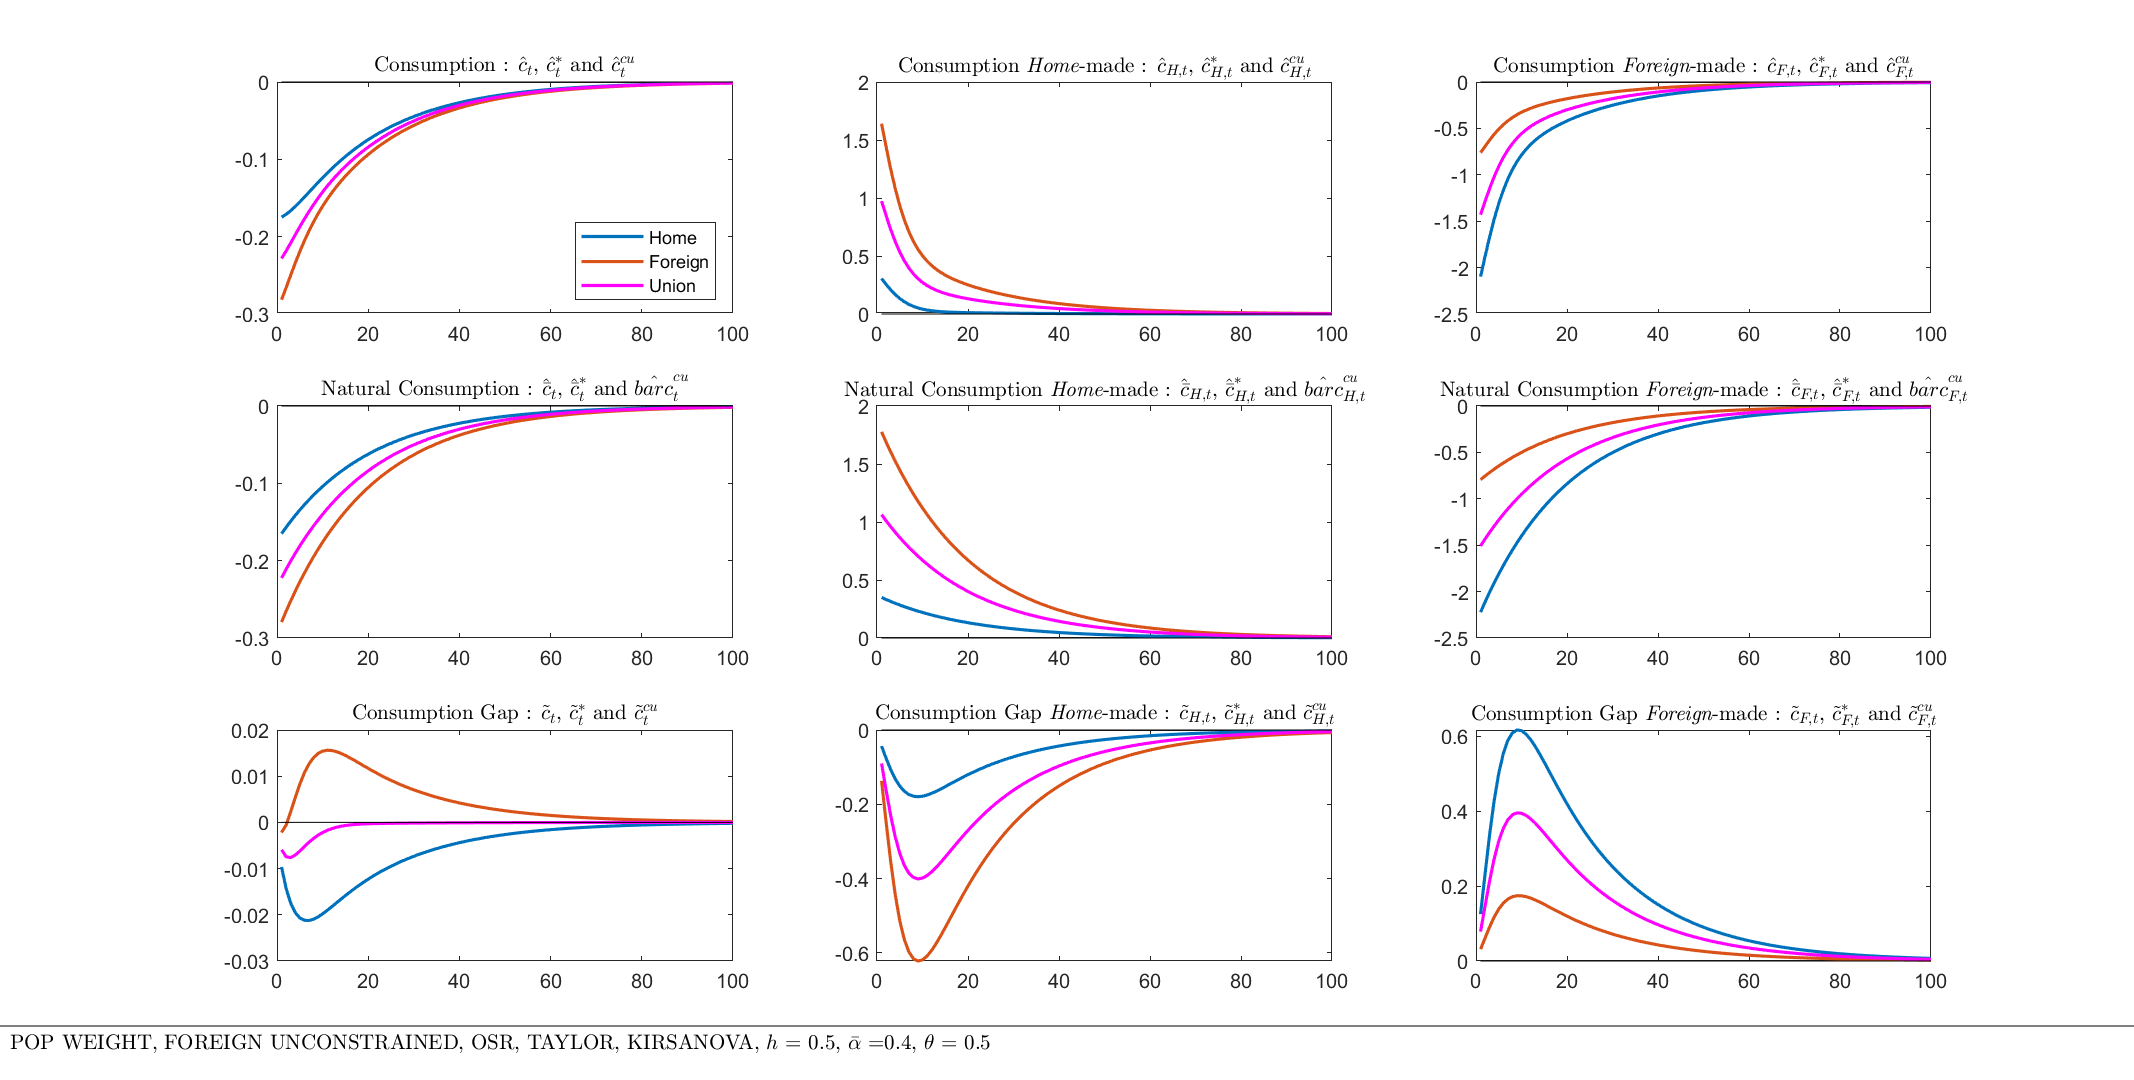 Consumption : ĉ_t, ĉ*_t and ĉ^cu_t
0
-0.1
-0.2
-0.3
0 20 40 60 80 100
Home
Foreign
Union
Consumption Home-made : ĉ_H,t, ĉ*_H,t and ĉ^cu_H,t
2
1.5
1
0.5
0
0 20 40 60 80 100
Consumption Foreign-made : ĉ_F,t, ĉ*_F,t and ĉ^cu_F,t
0
-0.5
-1
-1.5
-2
-2.5
0 20 40 60 80 100
Natural Consumption : c̄̂_t, c̄̂*_t and bar̂c^cu_t
0
-0.1
-0.2
-0.3
0 20 40 60 80 100
Natural Consumption Home-made : c̄̂_H,t, c̄̂*_H,t and bar̂c^cu_H,t
2
1.5
1
0.5
0
0 20 40 60 80 100
Natural Consumption Foreign-made : c̄̂_F,t, c̄̂*_F,t and bar̂c^cu_F,t
0
-0.5
-1
-1.5
-2
-2.5
0 20 40 60 80 100
Consumption Gap : c̃_t, c̃*_t and c̃^cu_t
0.02
0.01
0
-0.01
-0.02
-0.03
0 20 40 60 80 100
Consumption Gap Home-made : c̃_H,t, c̃*_H,t and c̃^cu_H,t
0
-0.2
-0.4
-0.6
0 20 40 60 80 100
Consumption Gap Foreign-made : c̃_F,t, c̃*_F,t and c̃^cu_F,t
0.6
0.4
0.2
0
0 20 40 60 80 100
POP WEIGHT, FOREIGN UNCONSTRAINED, OSR, TAYLOR, KIRSANOVA, h = 0.5, ᾱ =0.4, θ = 0.5